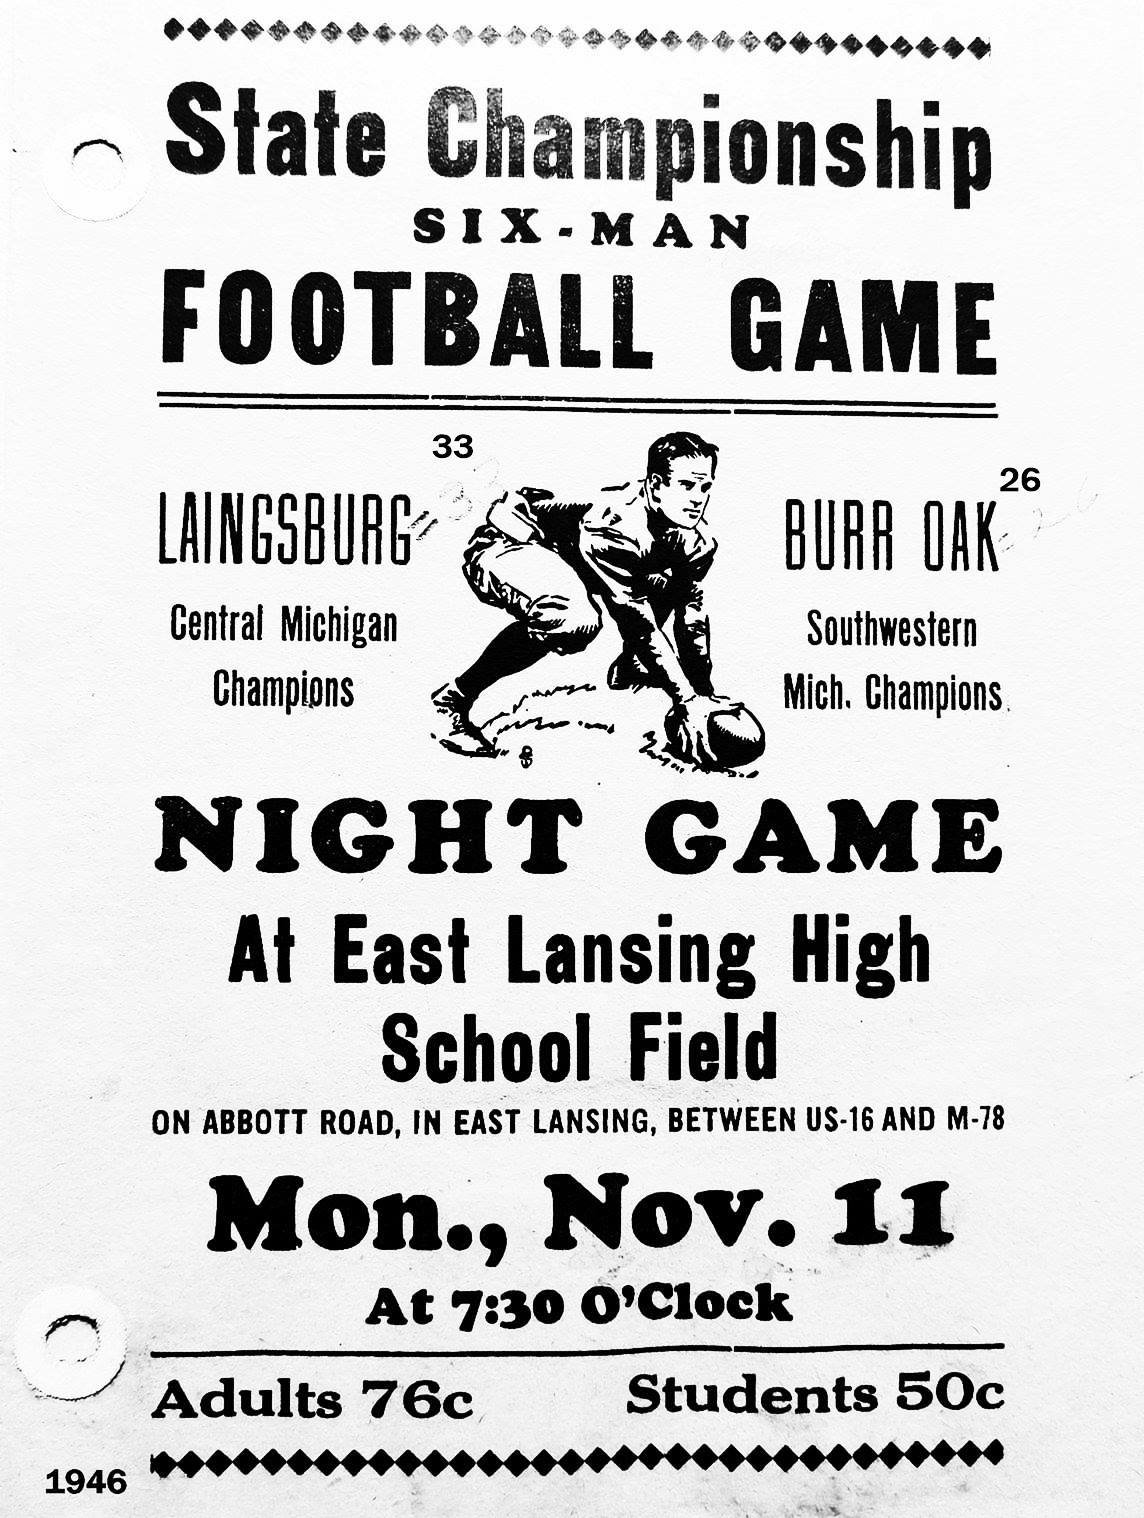 State Championship
SIX-MAN
FOOTBALL GAME
33
26
LAINGSBURG
BURR OAK
Central Michigan
Champions
Southwestern
Mich. Champions
NIGHT GAME
At East Lansing High
School Field
ON ABBOTT ROAD, IN EAST LANSING, BETWEEN US-16 AND M-78
Mon., Nov. 11
At 7:30 O'Clock
Adults 76c
Students 50c
1946